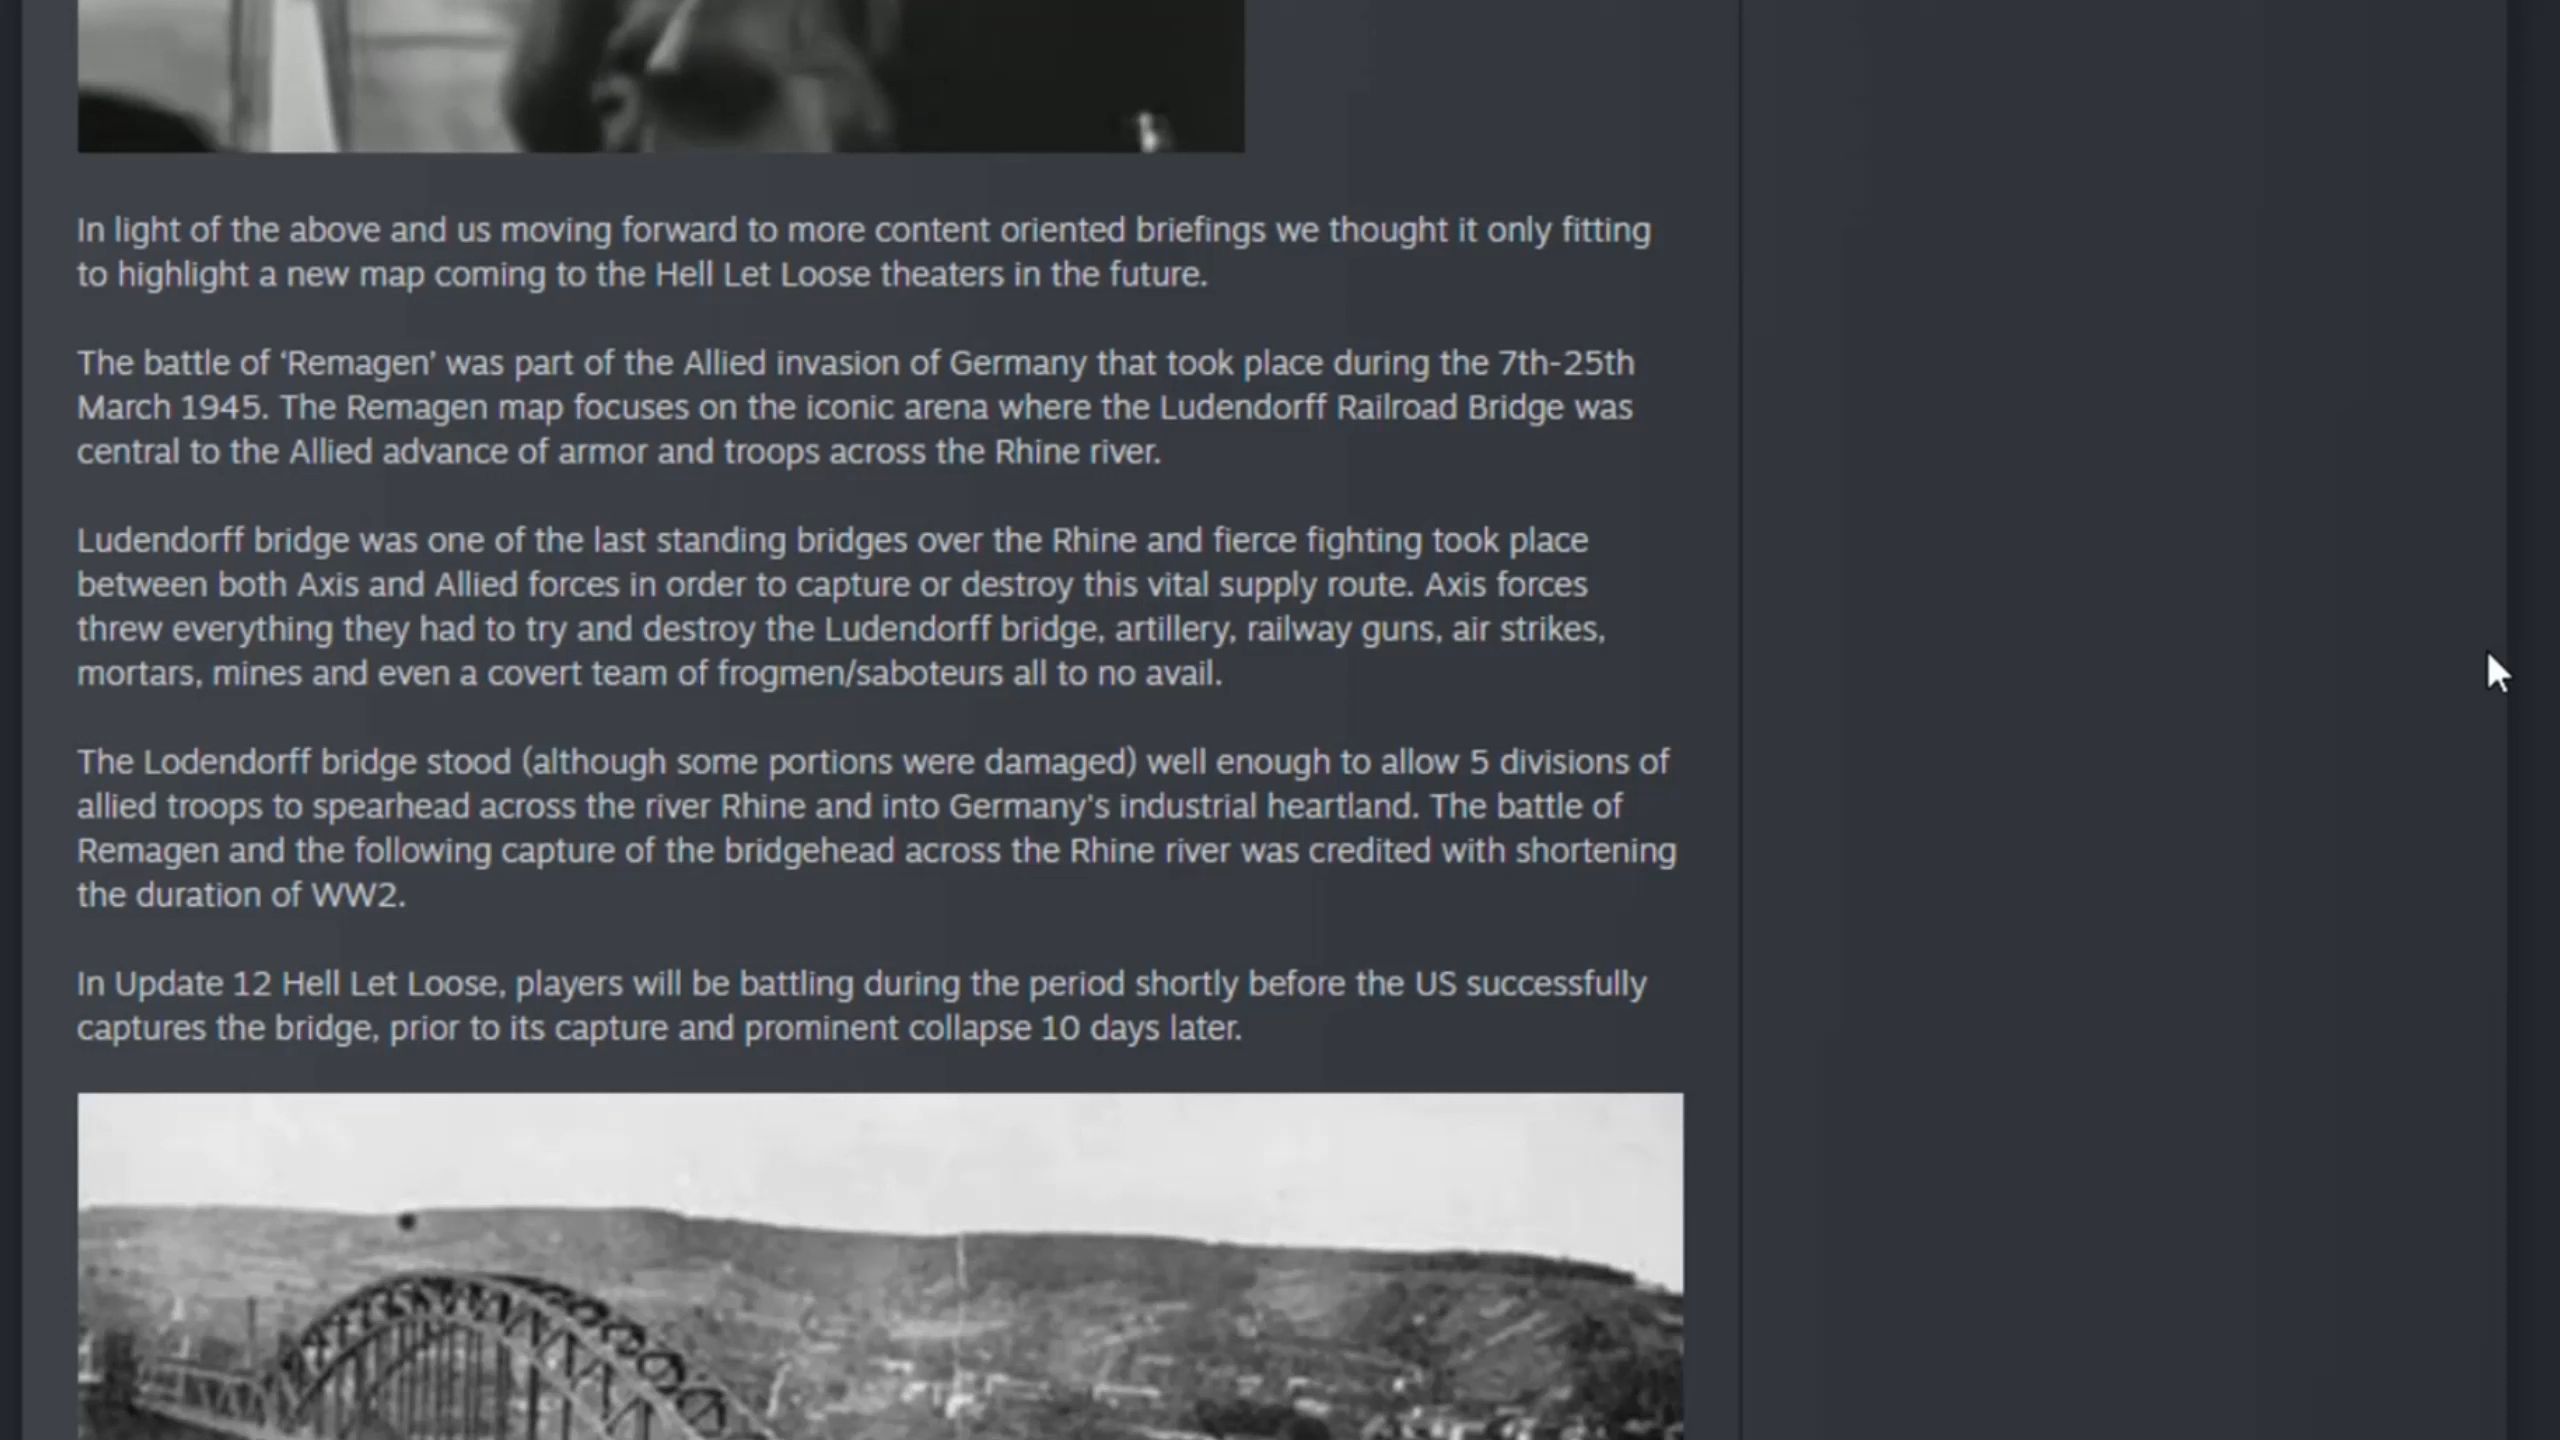 In light of the above and us moving forward to more content oriented briefings we thought it only fitting
to highlight a new map coming to the Hell Let Loose theaters in the future.
The battle of ‘Remagen’ was part of the Allied invasion of Germany that took place during the 7th-25th
March 1945. The Remagen map focuses on the iconic arena where the Ludendorff Railroad Bridge was
central to the Allied advance of armor and troops across the Rhine river.
Ludendorff bridge was one of the last standing bridges over the Rhine and fierce fighting took place
between both Axis and Allied forces in order to capture or destroy this vital supply route. Axis forces
threw everything they had to try and destroy the Ludendorff bridge, artillery, railway guns, air strikes,
mortars, mines and even a covert team of frogmen/saboteurs all to no avail.
The Lodendorff bridge stood (although some portions were damaged) well enough to allow 5 divisions of
allied troops to spearhead across the river Rhine and into Germany's industrial heartland. The battle of
Remagen and the following capture of the bridgehead across the Rhine river was credited with shortening
the duration of WW2.
In Update 12 Hell Let Loose, players will be battling during the period shortly before the US successfully
captures the bridge, prior to its capture and prominent collapse 10 days later.